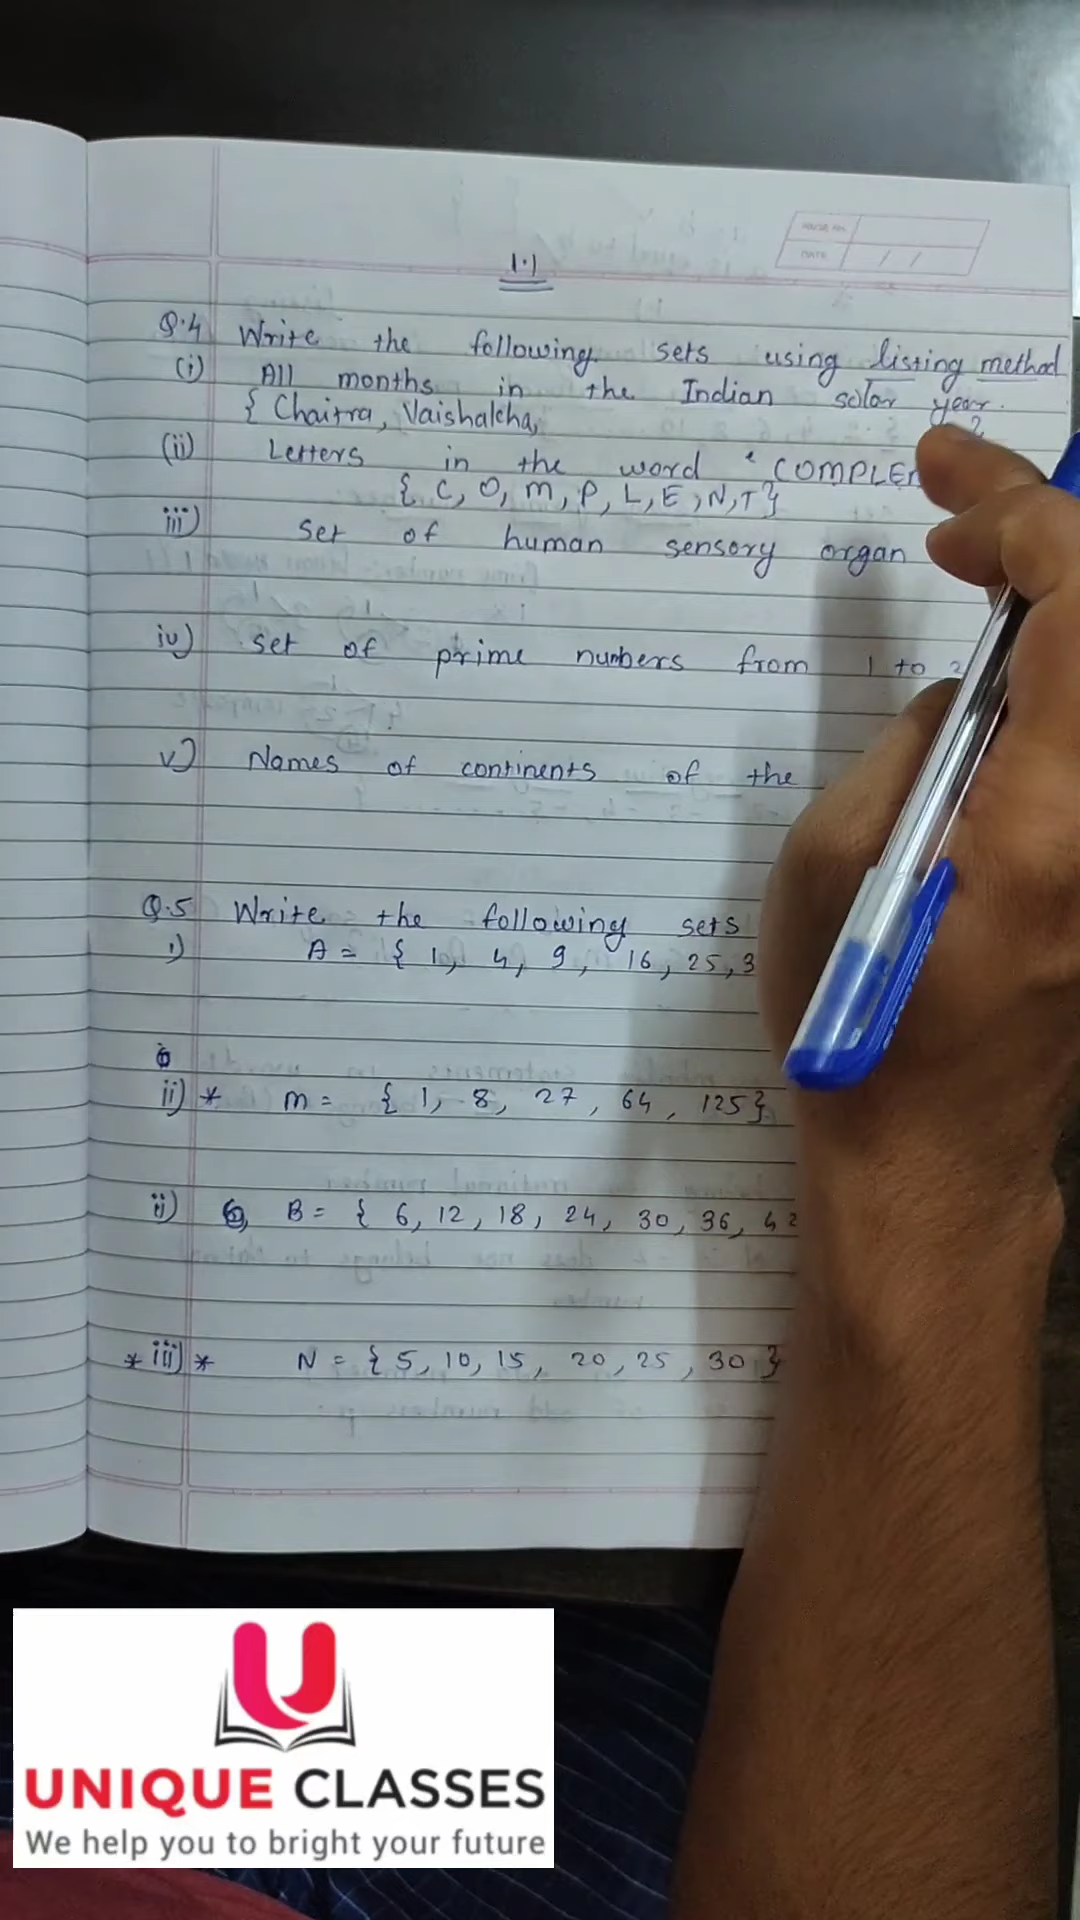 1.1
Q.4 Write the following sets using listing method
(i) All months in the Indian solar year.
{ Chaitra, Vaishakha,
(ii) Letters in the word ' COMPLE
{ C, O, M, P, L, E, N, T}
iii) set of human sensory organ
iv) set of prime numbers from 1 to 2
v) Names of continents of the
Q.5 Write the following sets
i) A = { 1, 4, 9, 16, 25, 3
ii) * M = { 1, 8, 27, 64, 125}
ii) B = { 6, 12, 18, 24, 30, 36, 42
* iii) * N = { 5, 10, 15, 20, 25, 30 }
UNIQUE CLASSES
We help you to bright your future